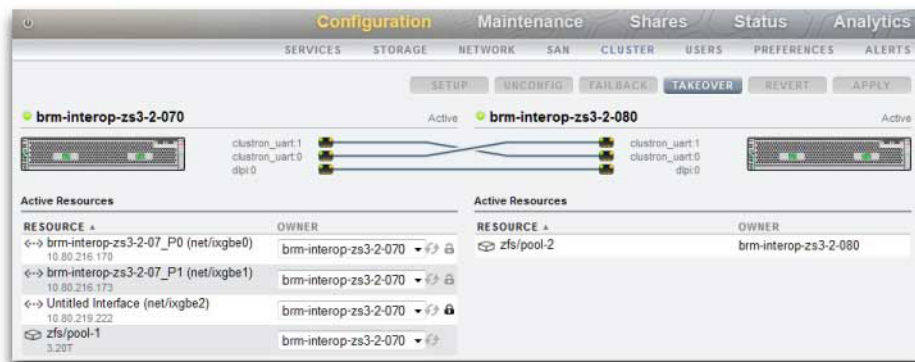 Configuration Maintenance Shares Status Analytics
SERVICES STORAGE NETWORK SAN CLUSTER USERS PREFERENCES ALERTS
SETUP UNCONFIG FAILBACK TAKEOVER REVERT APPLY
brm-interop-zs3-2-070 Active
clustron_uart:1
clustron_uart:0
dlpi:0
brm-interop-zs3-2-080 Active
clustron_uart:1
clustron_uart:0
dlpi:0
Active Resources
RESOURCE OWNER
brm-interop-zs3-2-07_P0 (net/ixgbe0) brm-interop-zs3-2-070
10.80.216.170
brm-interop-zs3-2-07_P1 (net/ixgbe1) brm-interop-zs3-2-070
10.80.216.173
Untitled Interface (net/ixgbe2) brm-interop-zs3-2-070
10.80.219.222
zfs/pool-1 brm-interop-zs3-2-070
3.20T
Active Resources
RESOURCE OWNER
zfs/pool-2 brm-interop-zs3-2-080